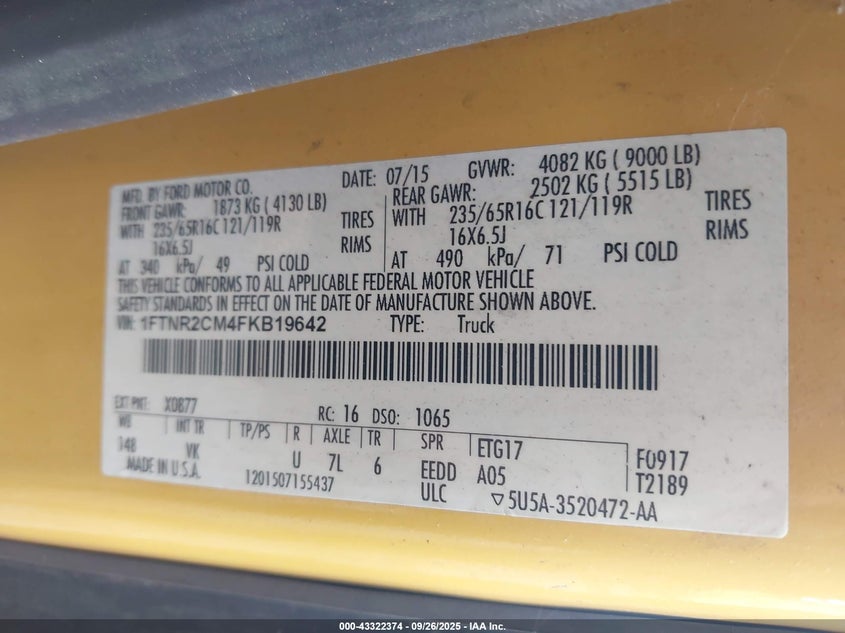 MFD. BY FORD MOTOR CO. DATE: 07/15 GVWR: 4082 KG ( 9000 LB)
FRONT GAWR: 1873 KG ( 4130 LB) REAR GAWR: 2502 KG ( 5515 LB)
WITH 235/65R16C 121/119R TIRES WITH 235/65R16C 121/119R TIRES
16X6.5J RIMS 16X6.5J RIMS
AT 340 kPa/ 49 PSI COLD AT 490 kPa/ 71 PSI COLD
THIS VEHICLE CONFORMS TO ALL APPLICABLE FEDERAL MOTOR VEHICLE
SAFETY STANDARDS IN EFFECT ON THE DATE OF MANUFACTURE SHOWN ABOVE.
VIN: 1FTNR2CM4FKB19642 TYPE: Truck
EXT PNT: X0877 RC: 16 DSO: 1065
WB INT TR TP/PS R AXLE TR SPR ETG17 F0917
148 VK U 7L 6 EEDD A05 T2189
MADE IN U.S.A. 1201507155437 ULC ▽5U5A-3520472-AA
000-43322374 - 09/26/2025 - IAA Inc.